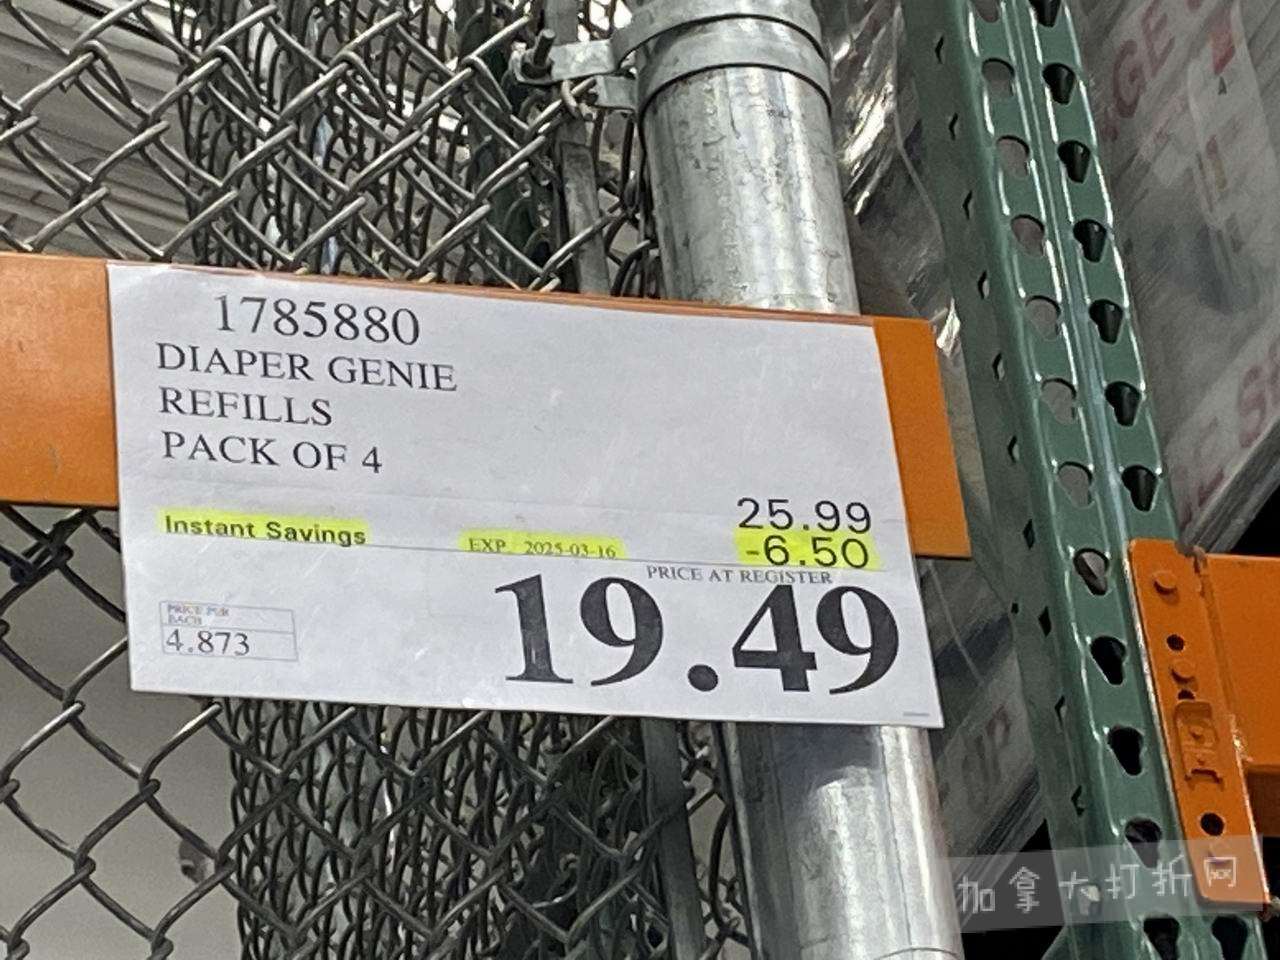 1785880
DIAPER GENIE
REFILLS
PACK OF 4
25.99
Instant Savings EXP 2025-03-16 -6.50
PRICE AT REGISTER
19.49
PRICE PER
EACH
4.873
加拿大打折网